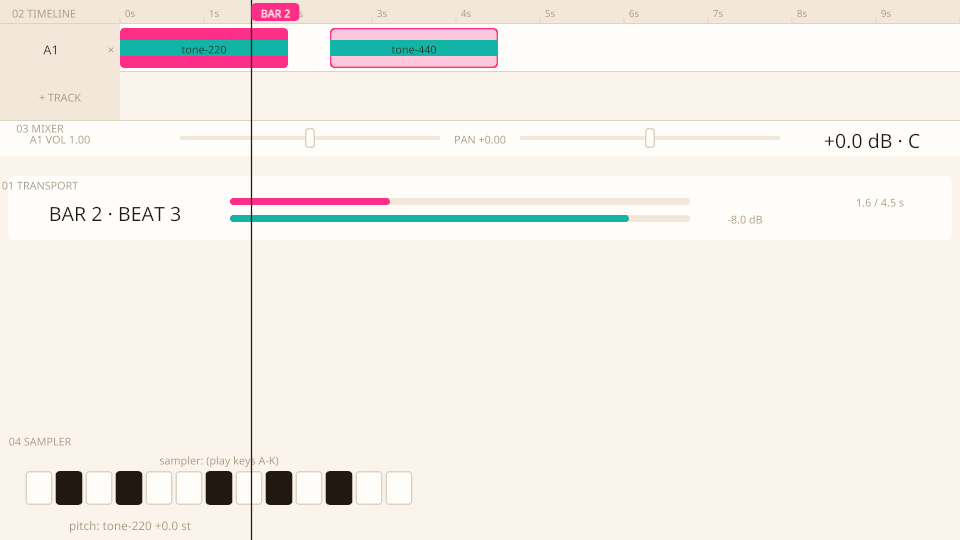 02 TIMELINE 0s 1s BAR 2 s 3s 4s 5s 6s 7s 8s 9s
A1 × tone-220 tone-440
+ TRACK
03 MIXER
A1 VOL 1.00 PAN +0.00 +0.0 dB · C
01 TRANSPORT
BAR 2 · BEAT 3 1.6 / 4.5 s
-8.0 dB
04 SAMPLER
sampler: (play keys A-K)
pitch: tone-220 +0.0 st